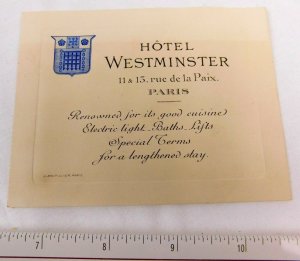 HÔTEL
WESTMINSTER
11 & 13, rue de la Paix.
PARIS
Renowned for its good cuisine
Electric light _ Baths _ Lifts
Special Terms
for a lengthened stay.
7 8 9 10